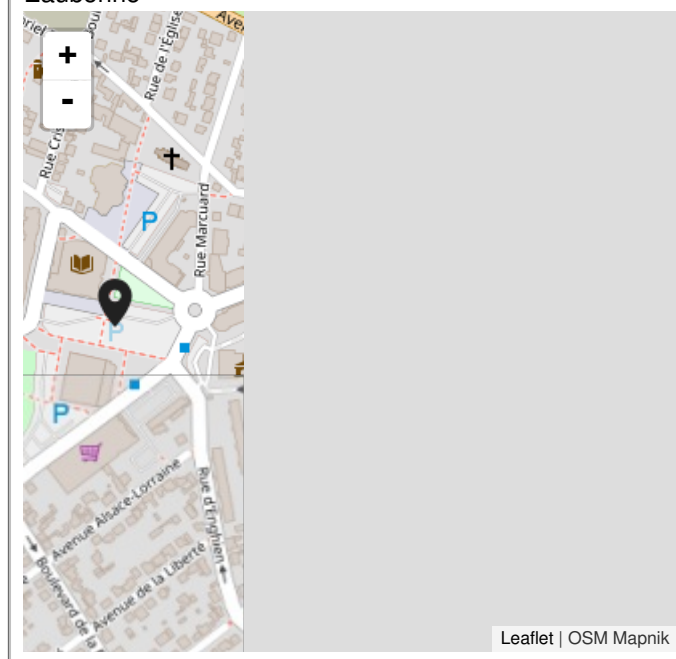 +
-
Rue de l'Église
P
Rue Marcuard
P
P
Avenue Alsace-Lorraine
Rue d'Enghien
Avenue de la Liberté
Boulevard de la
Leaflet | OSM Mapnik